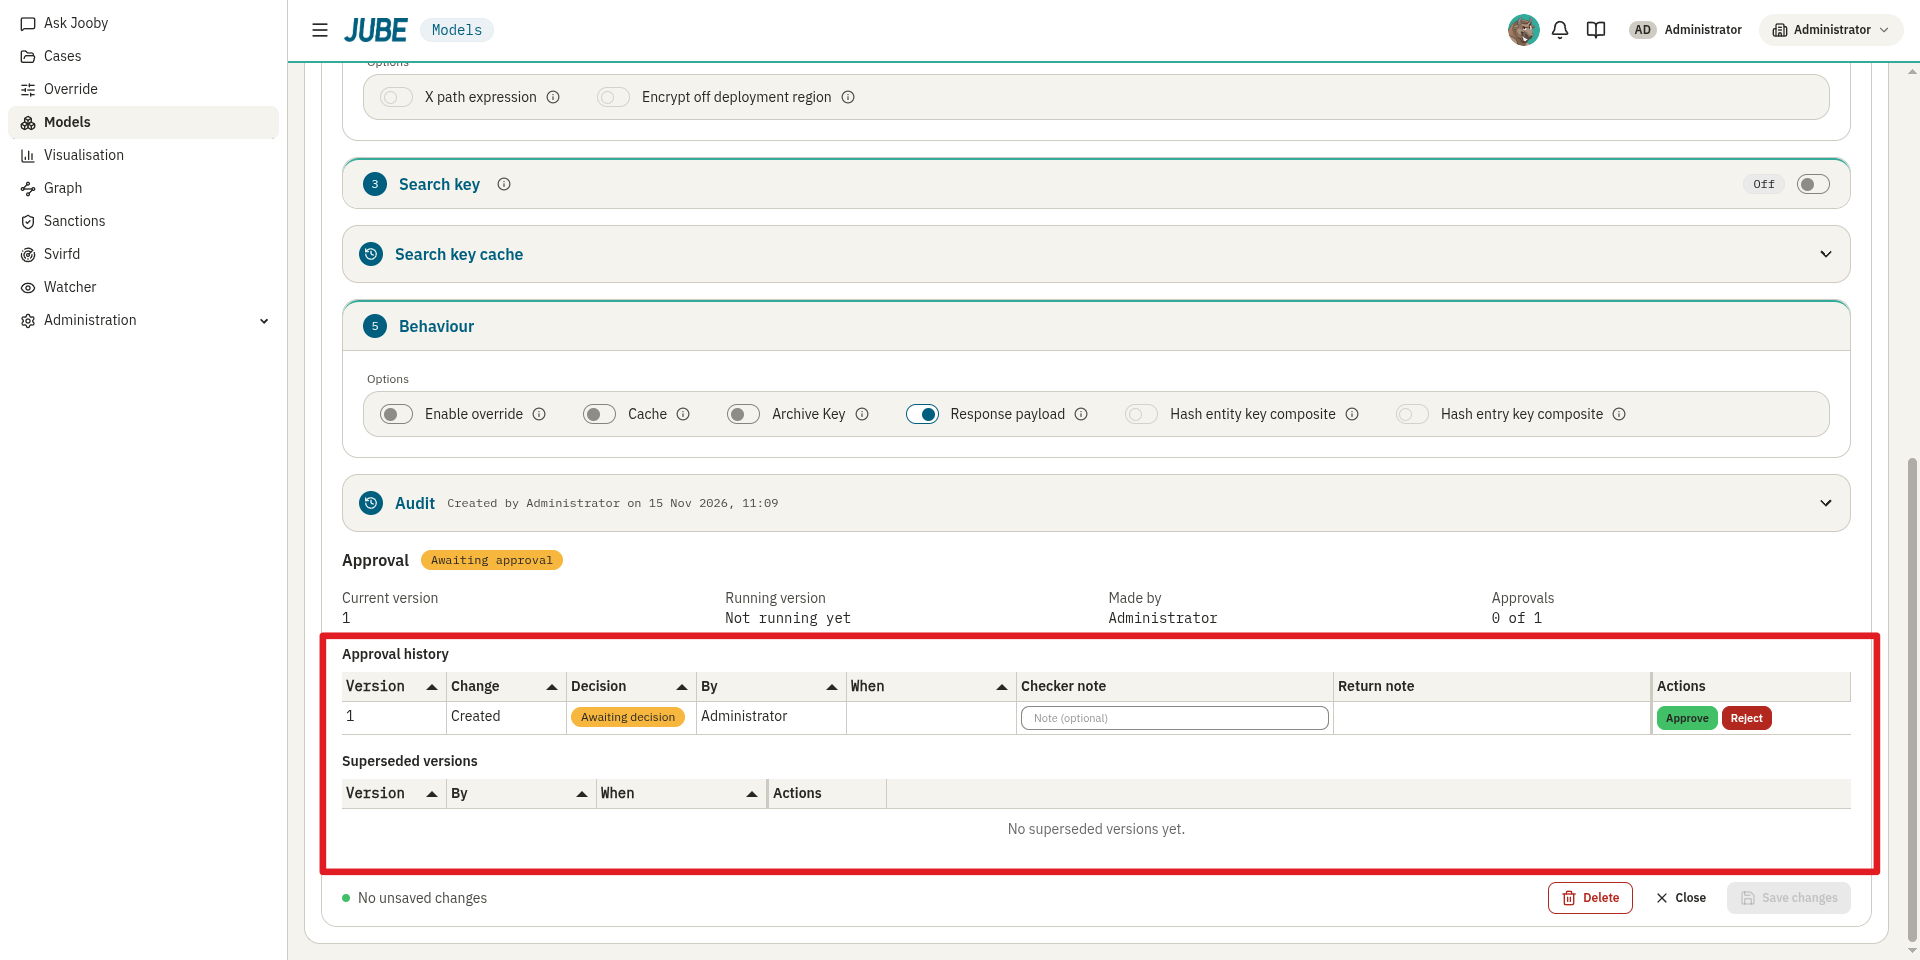 Ask Jooby
Cases
Override
Models
Visualisation
Graph
Sanctions
Svirfd
Watcher
Administration
JUBE
Models
AD
Administrator
Administrator
Options
X path expression
Encrypt off deployment region
3
Search key
Off
Search key cache
5
Behaviour
Options
Enable override
Cache
Archive Key
Response payload
Hash entity key composite
Hash entry key composite
Audit
Created by Administrator on 15 Nov 2026, 11:09
Approval
Awaiting approval
Current version
Running version
Made by
Approvals
1
Not running yet
Administrator
0 of 1
Approval history
Version
Change
Decision
By
When
Checker note
Return note
Actions
1
Created
Awaiting decision
Administrator
Note (optional)
Approve
Reject
Superseded versions
Version
By
When
Actions
No superseded versions yet.
No unsaved changes
Delete
Close
Save changes